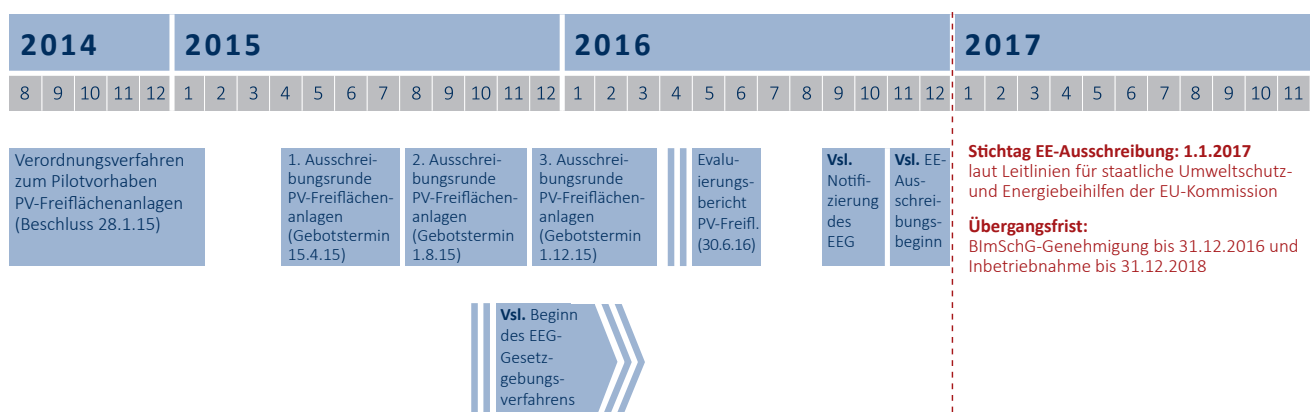 2014 2015 2016 2017
8 9 10 11 12 1 2 3 4 5 6 7 8 9 10 11 12 1 2 3 4 5 6 7 8 9 10 11 12 1 2 3 4 5 6 7 8 9 10 11
Verordnungsverfahren
zum Pilotvorhaben
PV-Freiflächenanlagen
(Beschluss 28.1.15)
1. Ausschrei-
bungsrunde
PV-Freiflächen-
anlagen
(Gebotstermin
15.4.15)
2. Ausschrei-
bungsrunde
PV-Freiflächen-
anlagen
(Gebotstermin
1.8.15)
3. Ausschrei-
bungsrunde
PV-Freiflächen-
anlagen
(Gebotstermin
1.12.15)
Evalu-
ierungs-
bericht
PV-Freifl.
(30.6.16)
Vsl.
Notifi-
zierung
des
EEG
Vsl. EE-
Aus-
schrei-
bungs-
beginn
Stichtag EE-Ausschreibung: 1.1.2017
laut Leitlinien für staatliche Umweltschutz-
und Energiebeihilfen der EU-Kommission
Übergangsfrist:
BImSchG-Genehmigung bis 31.12.2016 und
Inbetriebnahme bis 31.12.2018
Vsl. Beginn
des EEG-
Gesetz-
gebungs-
verfahrens